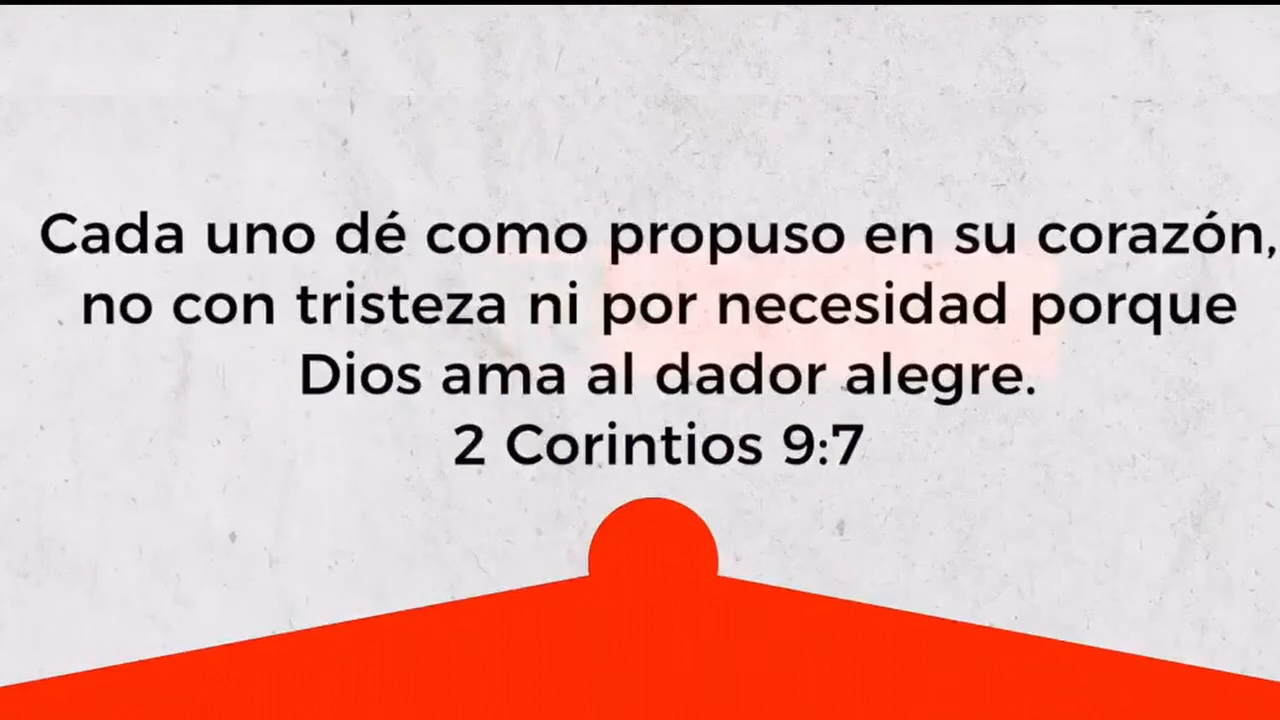 Cada uno dé como propuso en su corazón,
no con tristeza ni por necesidad porque
Dios ama al dador alegre.
2 Corintios 9:7